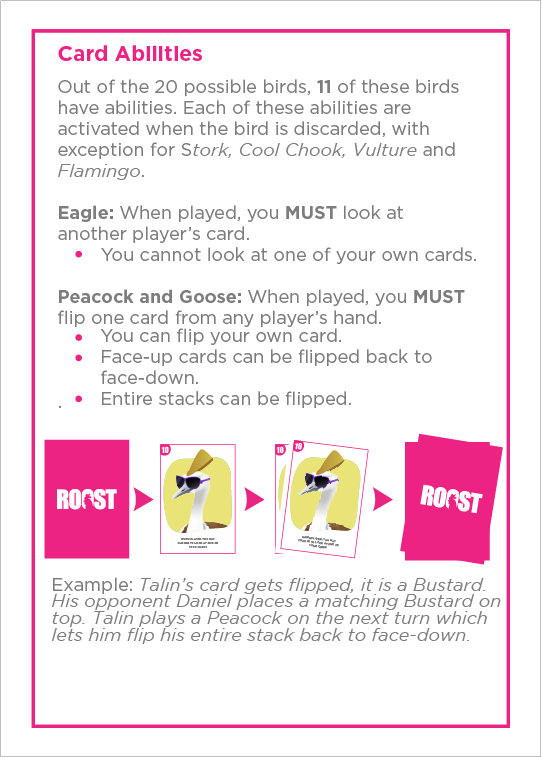 Card Abilities
Out of the 20 possible birds, 11 of these birds
have abilities. Each of these abilities are
activated when the bird is discarded, with
exception for Stork, Cool Chook, Vulture and
Flamingo.
Eagle: When played, you MUST look at
another player's card.
• You cannot look at one of your own cards.
Peacock and Goose: When played, you MUST
flip one card from any player's hand.
• You can flip your own card.
• Face-up cards can be flipped back to
face-down.
. • Entire stacks can be flipped.
ROOST
10
10
10
ROOST
Example: Talin's card gets flipped, it is a Bustard.
His opponent Daniel places a matching Bustard on
top. Talin plays a Peacock on the next turn which
lets him flip his entire stack back to face-down.